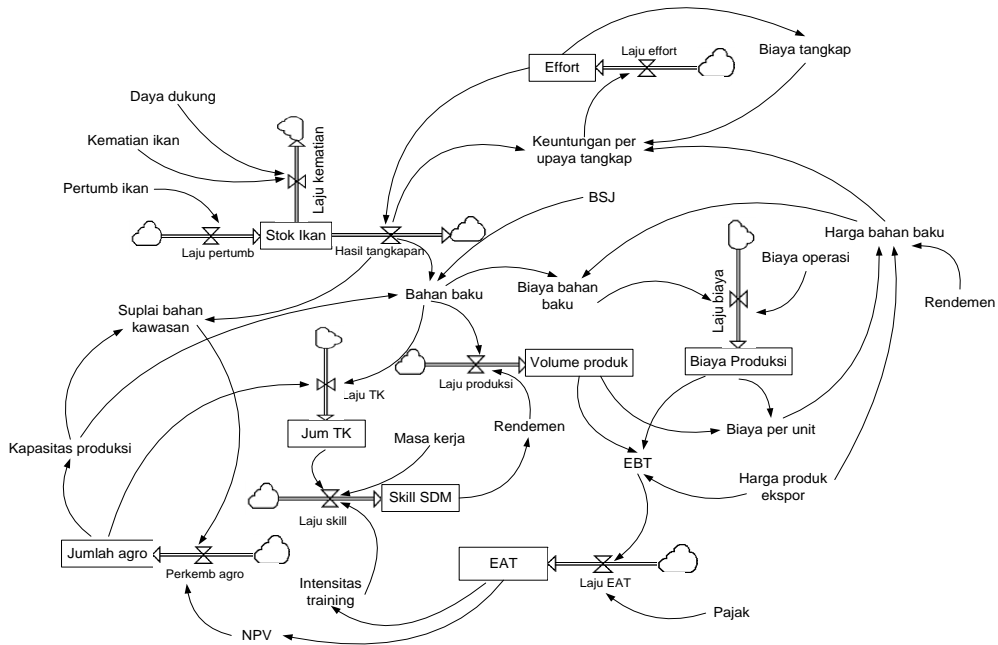 Laju effort
Biaya tangkap
Effort
Daya dukung
Kematian ikan
Laju kematian
Keuntungan per
upaya tangkap
Pertumb ikan
BSJ
Stok Ikan
Laju pertumb
Hasil tangkapan
Harga bahan baku
Biaya operasi
Laju biaya
Rendemen
Bahan baku
Biaya bahan
baku
Suplai bahan
kawasan
Volume produk
Biaya Produksi
Laju produksi
Laju TK
Jum TK
Rendemen
Masa kerja
Biaya per unit
Kapasitas produksi
EBT
Harga produk
ekspor
Skill SDM
Laju skill
Jumlah agro
Perkemb agro
EAT
Laju EAT
Intensitas
training
Pajak
NPV